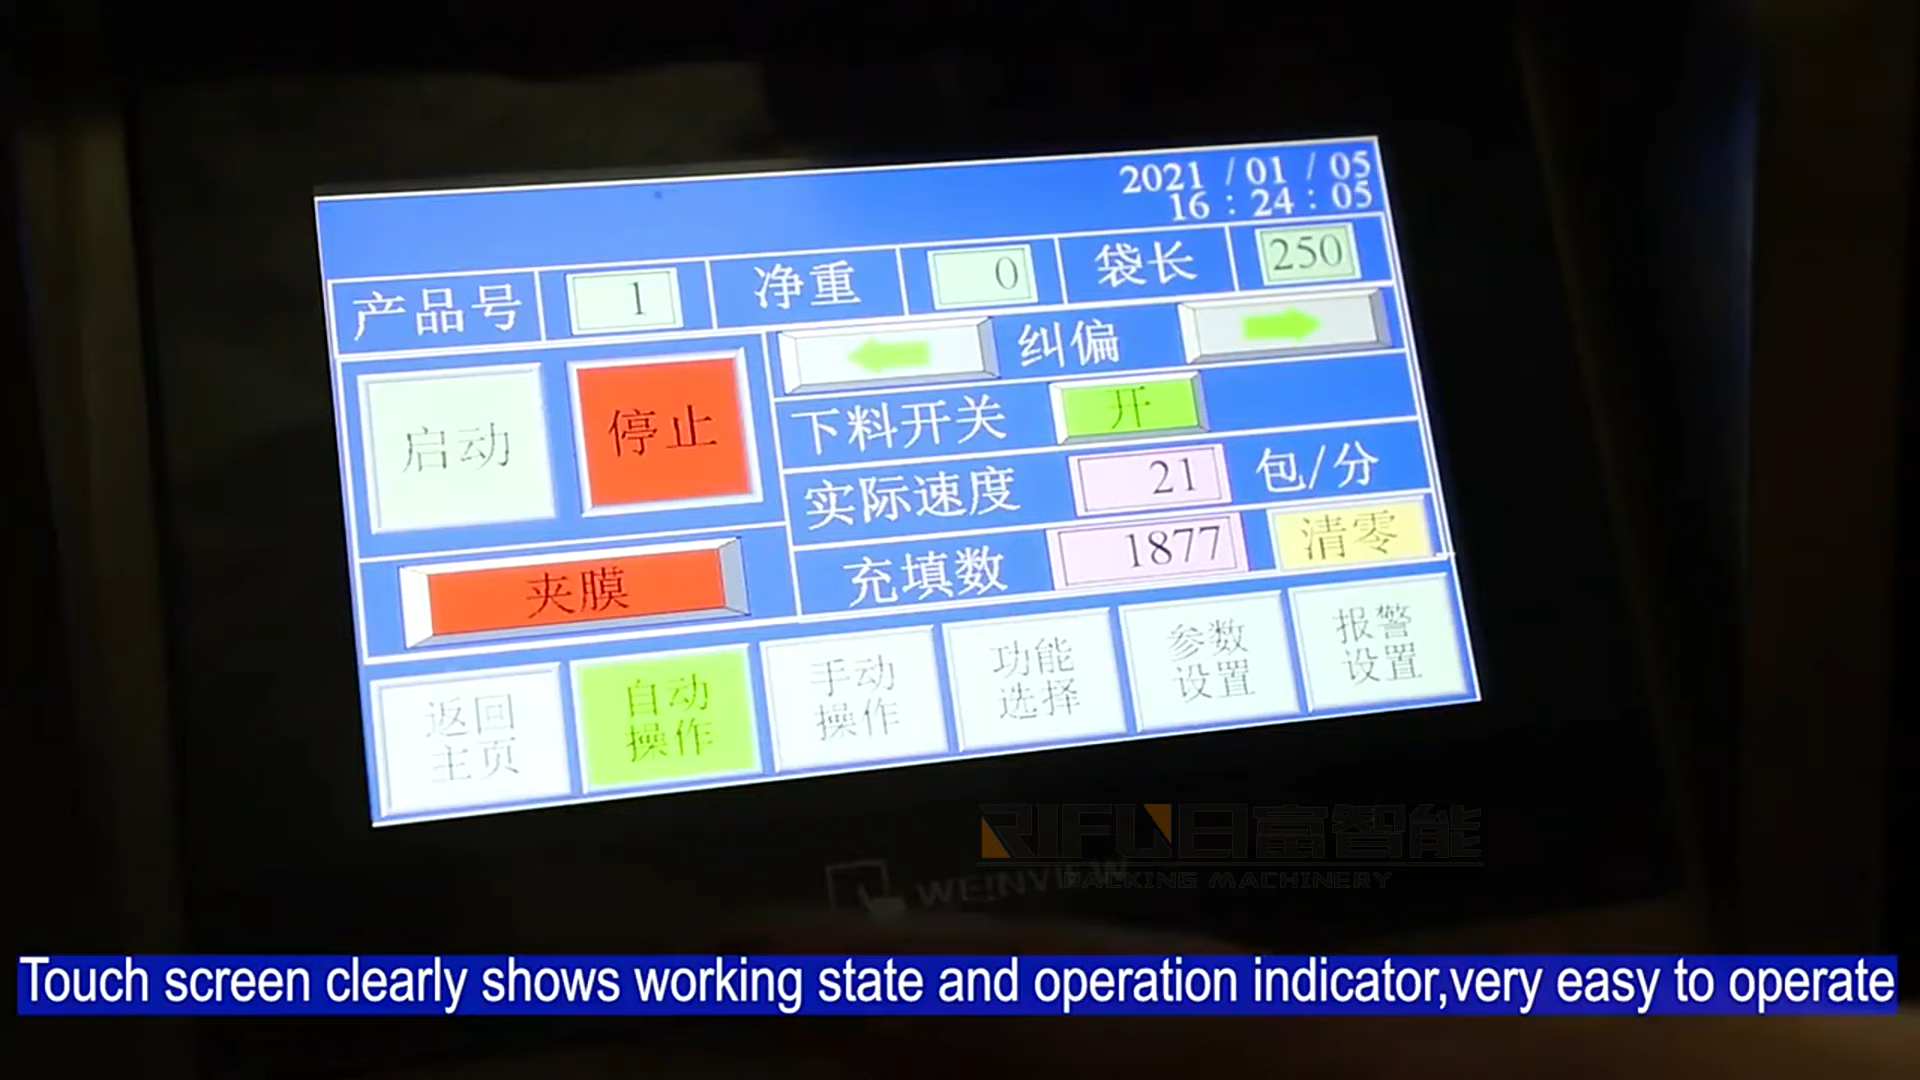 2021 / 01 / 05
16 : 24 : 05
产品号 1 净重 0 袋长 250
启动 停止 纠偏
下料开关 开
实际速度 21 包/分
充填数 1877 清零
夹膜
返回主页 自动操作 手动操作 功能选择 参数设置 报警设置
RIFU日富智能
PACKING MACHINERY
WEINVIEW
Touch screen clearly shows working state and operation indicator,very easy to operate